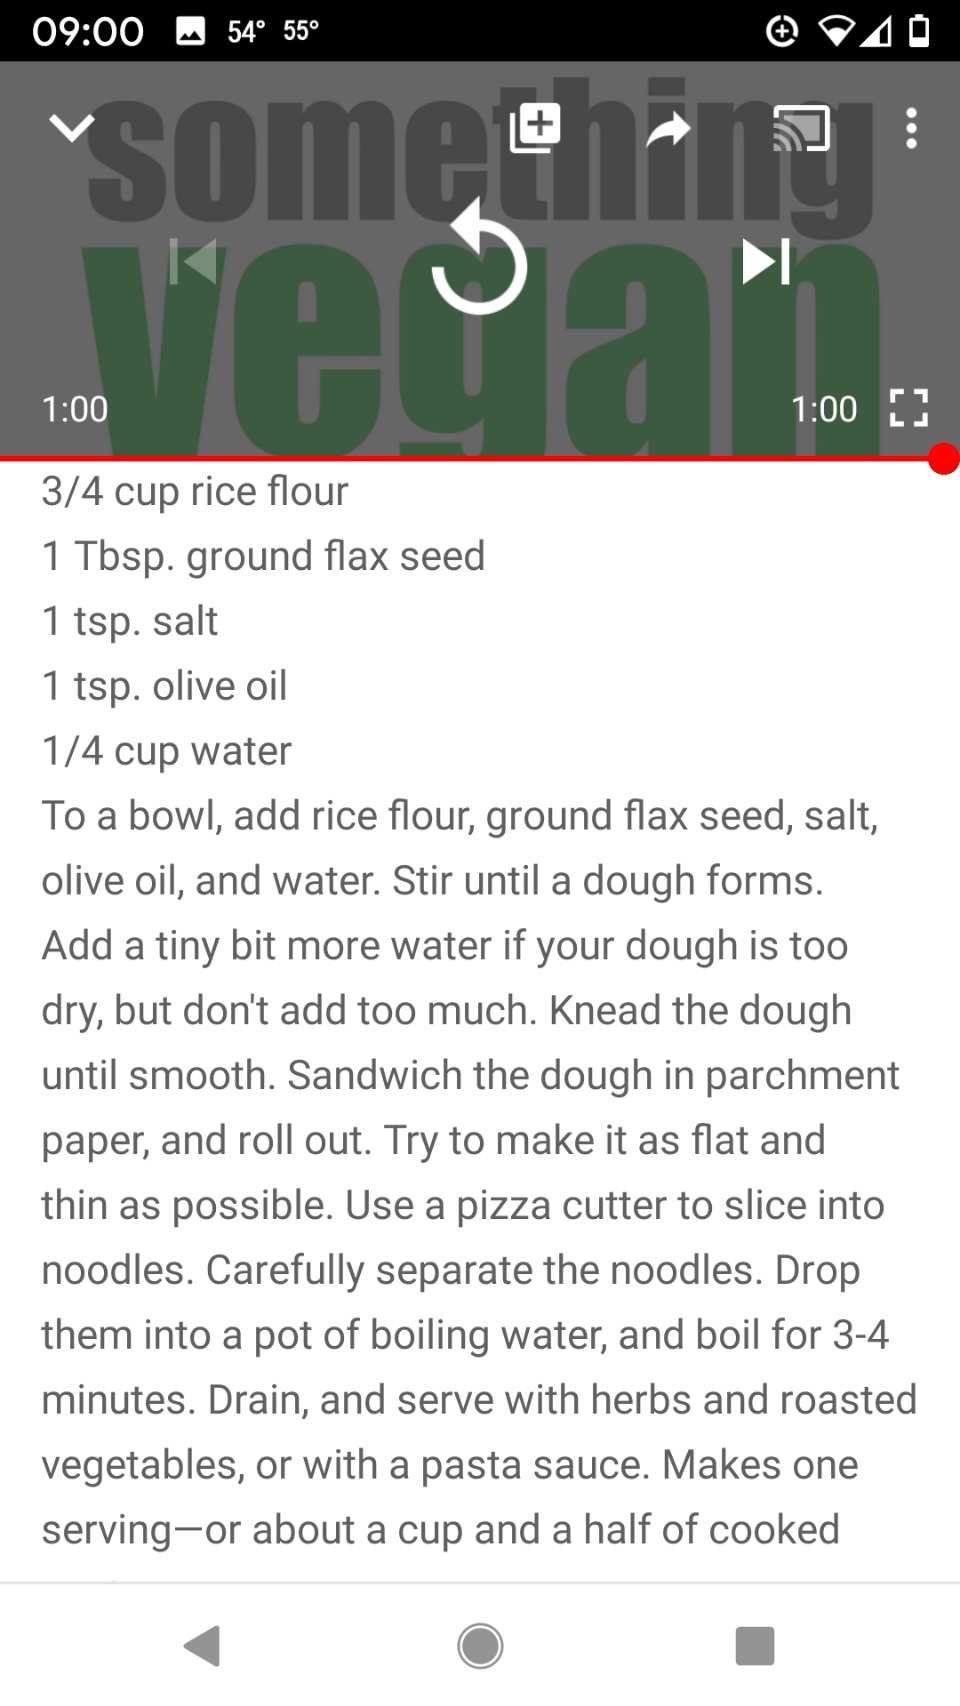 09:00 54° 55°
something
vegan
1:00 1:00
3/4 cup rice flour
1 Tbsp. ground flax seed
1 tsp. salt
1 tsp. olive oil
1/4 cup water
To a bowl, add rice flour, ground flax seed, salt,
olive oil, and water. Stir until a dough forms.
Add a tiny bit more water if your dough is too
dry, but don't add too much. Knead the dough
until smooth. Sandwich the dough in parchment
paper, and roll out. Try to make it as flat and
thin as possible. Use a pizza cutter to slice into
noodles. Carefully separate the noodles. Drop
them into a pot of boiling water, and boil for 3-4
minutes. Drain, and serve with herbs and roasted
vegetables, or with a pasta sauce. Makes one
serving—or about a cup and a half of cooked